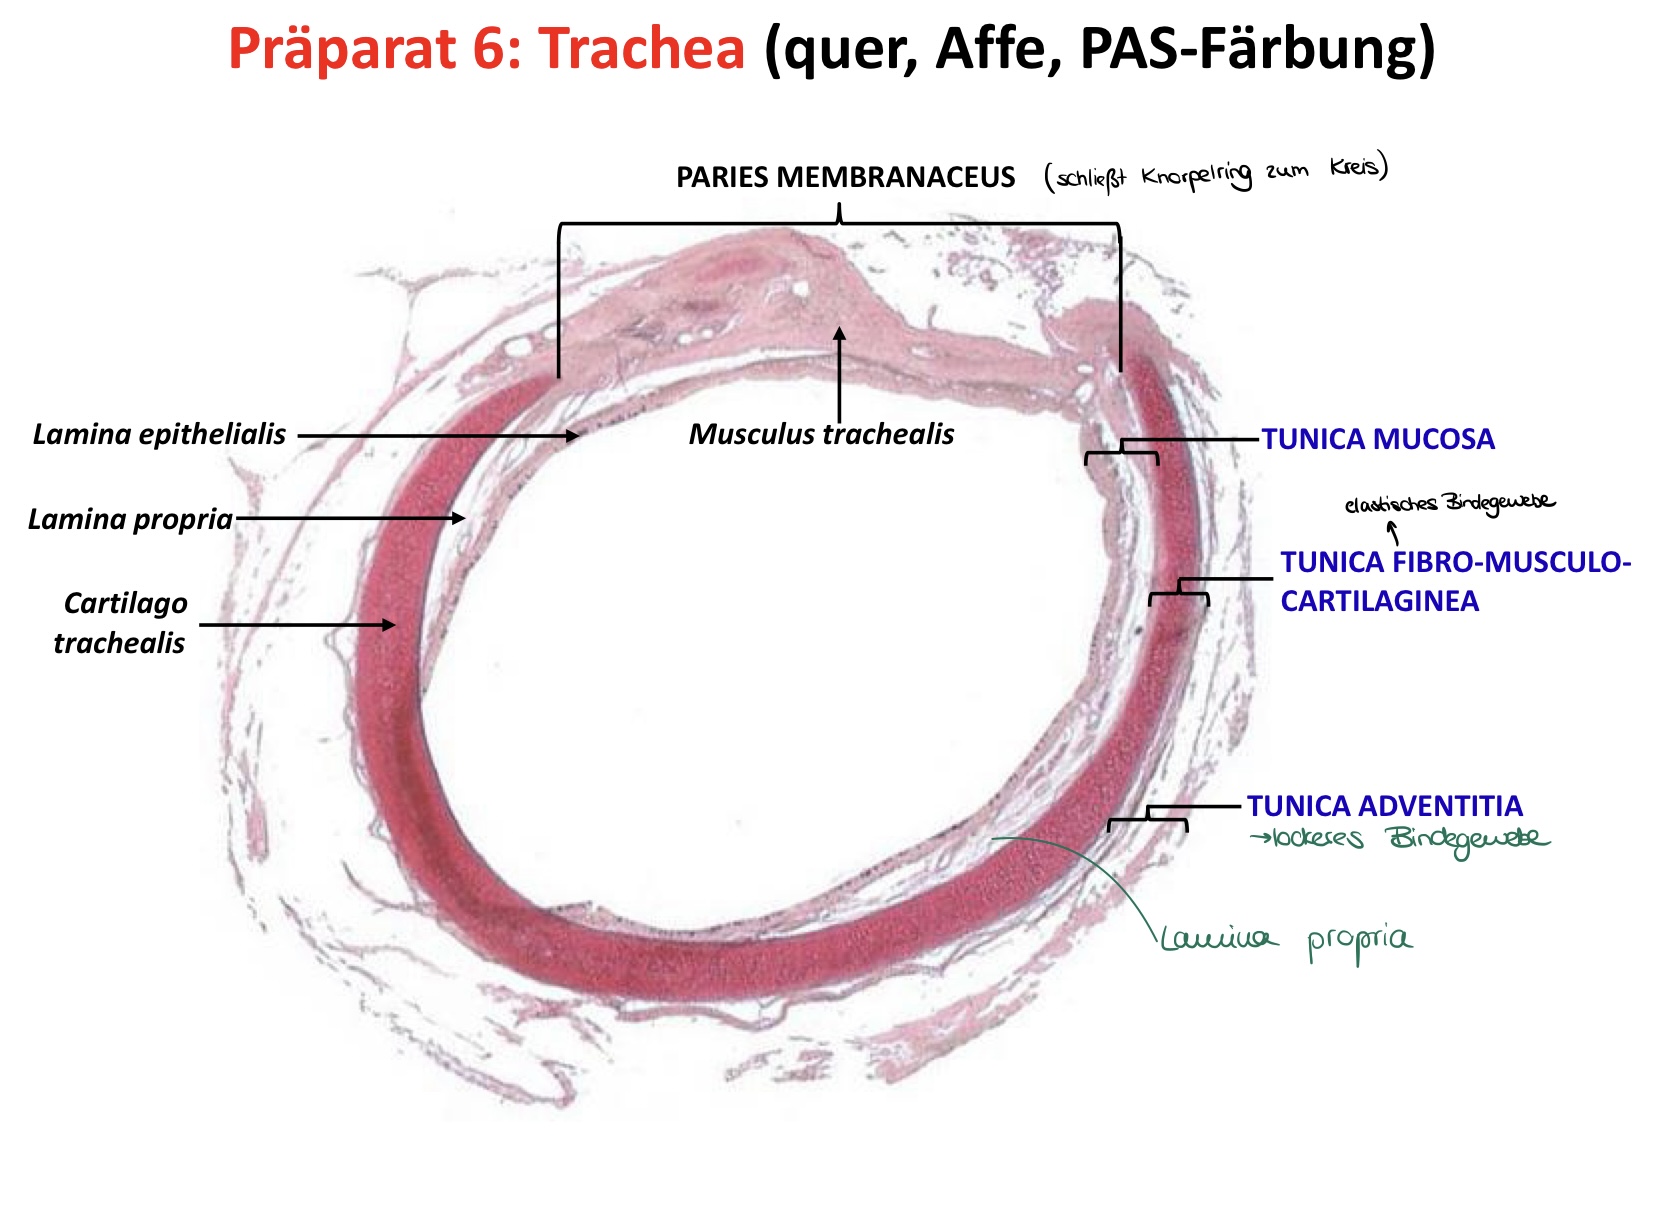 Präparat 6: Trachea (quer, Affe, PAS-Färbung)
PARIES MEMBRANACEUS (schließt Knorpelring zum Kreis)
Lamina epithelialis
Musculus trachealis
TUNICA MUCOSA
Lamina propria
elastisches Bindegewebe
TUNICA FIBRO-MUSCULO-
CARTILAGINEA
Cartilago
trachealis
TUNICA ADVENTITIA
→lockeres Bindegewebe
Lamina propria